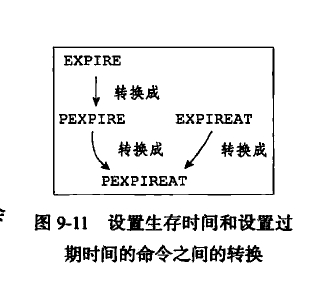 EXPIRE
转换成
PEXPIRE EXPIREAT
转换成 转换成
PEXPIREAT
图 9-11 设置生存时间和设置过
期时间的命令之间的转换